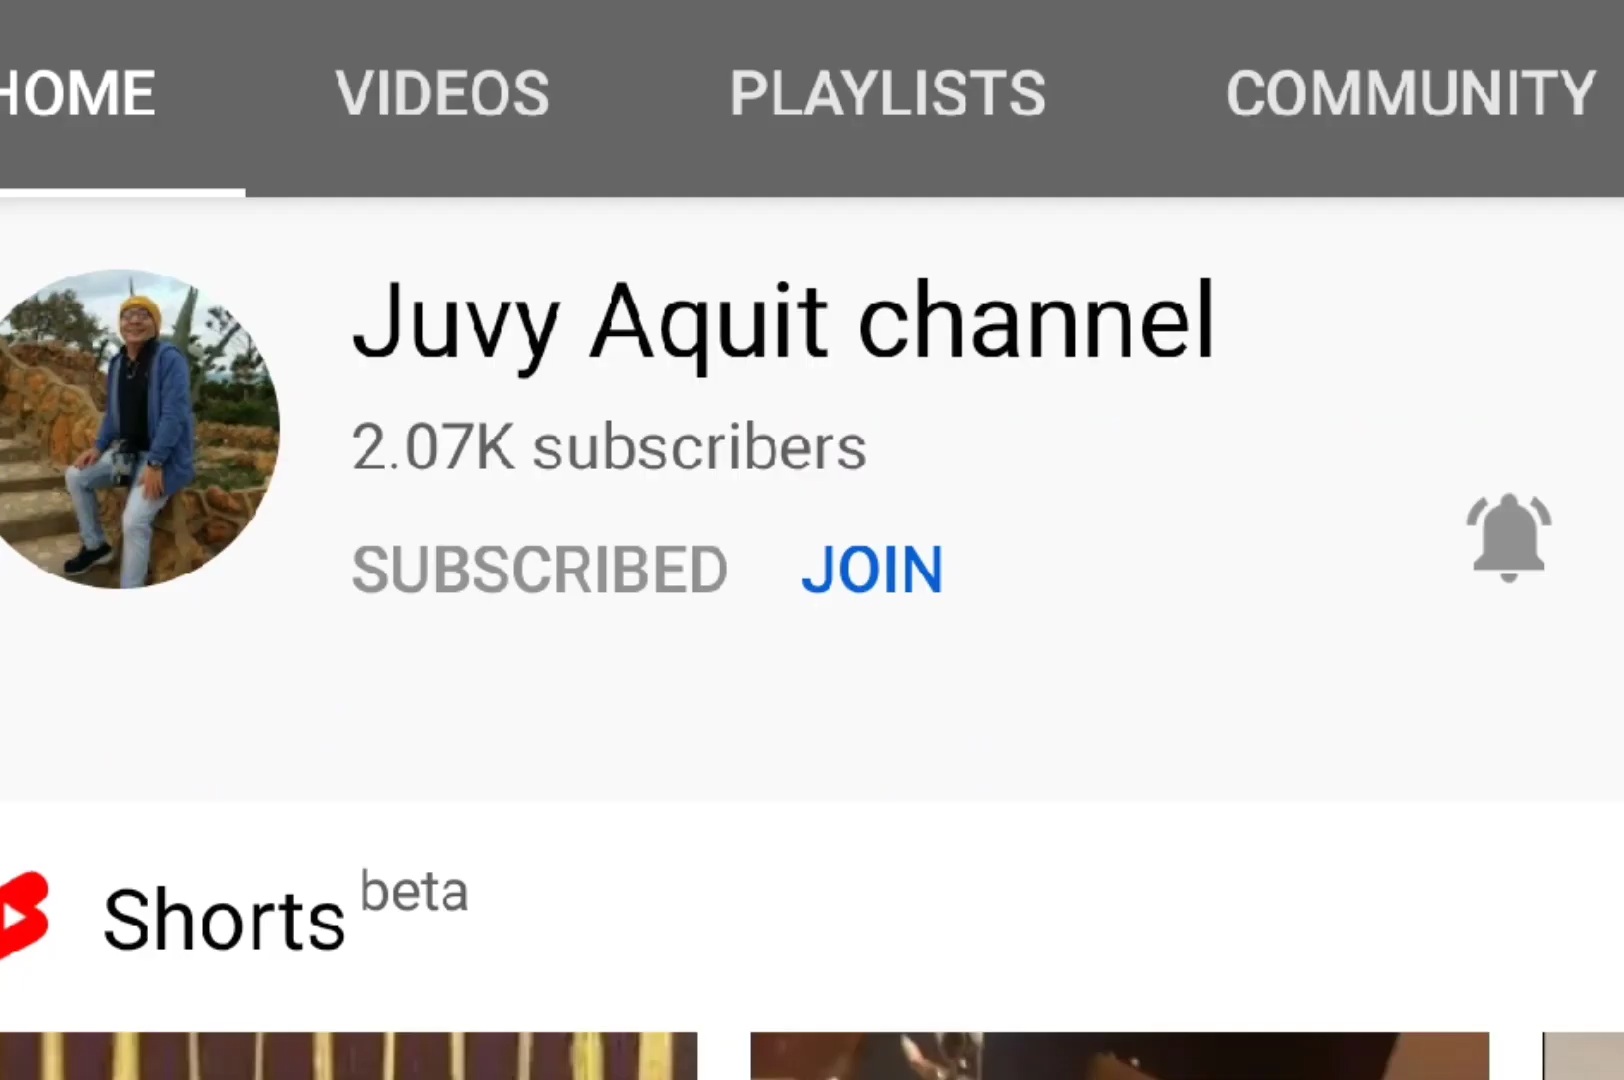 HOME VIDEOS PLAYLISTS COMMUNITY
Juvy Aquit channel
2.07K subscribers
SUBSCRIBED JOIN
Shorts beta